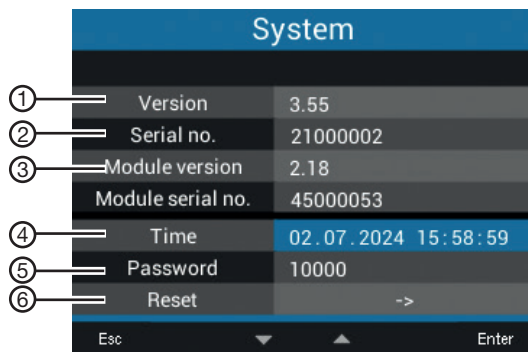 System
① Version 3.55
② Serial no. 21000002
③ Module version 2.18
Module serial no. 45000053
④ Time 02.07.2024 15:58:59
⑤ Password 10000
⑥ Reset ->
Esc Enter